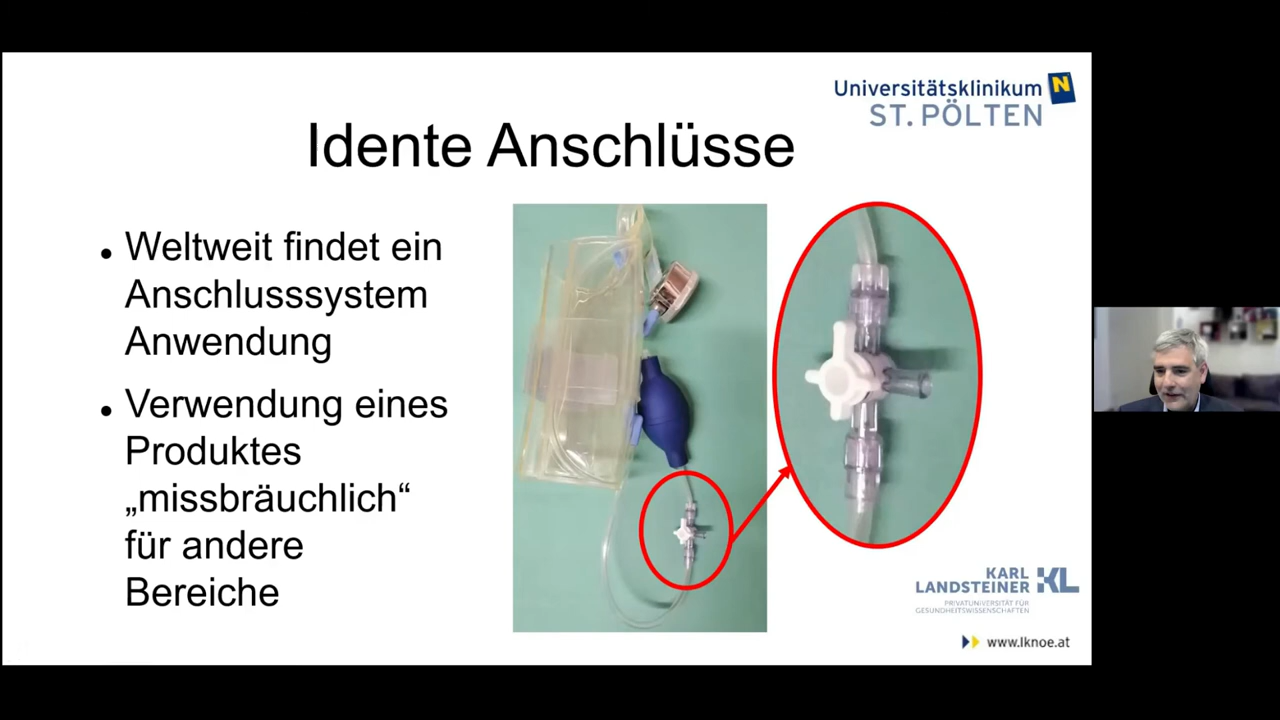 Universitätsklinikum N
ST. PÖLTEN
Idente Anschlüsse
• Weltweit findet ein
Anschlusssystem
Anwendung
• Verwendung eines
Produktes
„missbräuchlich“
für andere
Bereiche
KARL
LANDSTEINER KL
PRIVATUNIVERSITÄT FÜR
GESUNDHEITSWISSENSCHAFTEN
www.lknoe.at